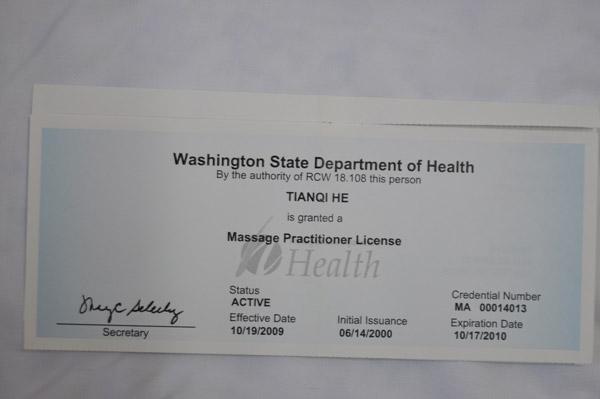 Washington State Department of Health
By the authority of RCW 18.108 this person
TIANQI HE
is granted a
Massage Practitioner License
Health
Status
ACTIVE
Effective Date
10/19/2009
Initial Issuance
06/14/2000
Credential Number
MA 00014013
Expiration Date
10/17/2010
Secretary